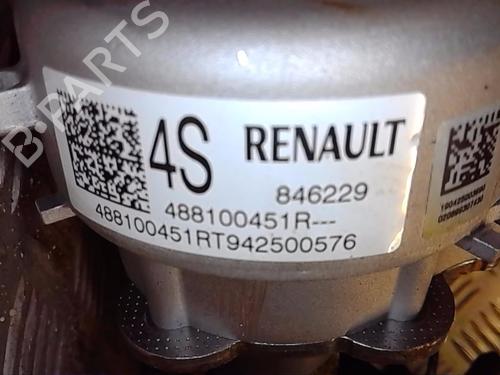 B-PARTS
4S RENAULT
846229
488100451R---
488100451RT942500576